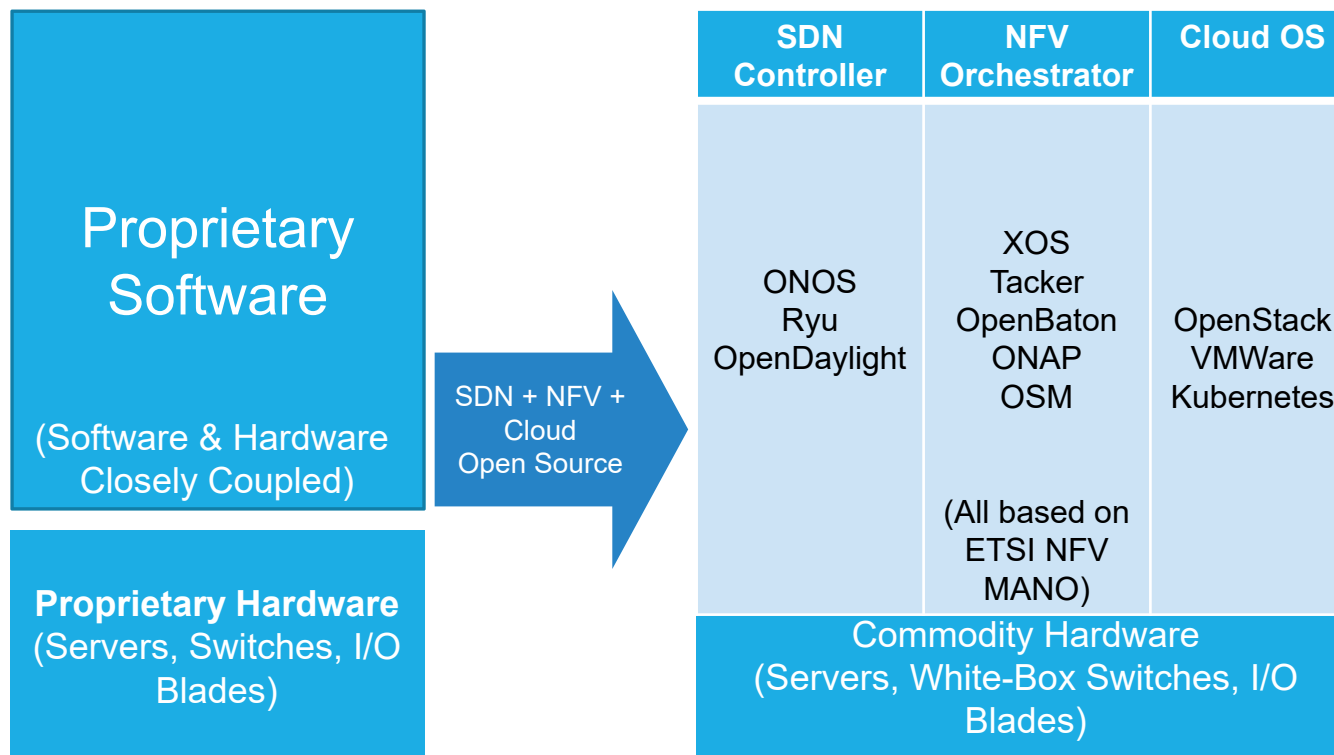 Proprietary
Software
(Software & Hardware
Closely Coupled)
Proprietary Hardware
(Servers, Switches, I/O
Blades)
SDN + NFV +
Cloud
Open Source
SDN
Controller
NFV
Orchestrator
Cloud OS
ONOS
Ryu
OpenDaylight
XOS
Tacker
OpenBaton
ONAP
OSM
(All based on
ETSI NFV
MANO)
OpenStack
VMWare
Kubernetes
Commodity Hardware
(Servers, White-Box Switches, I/O
Blades)